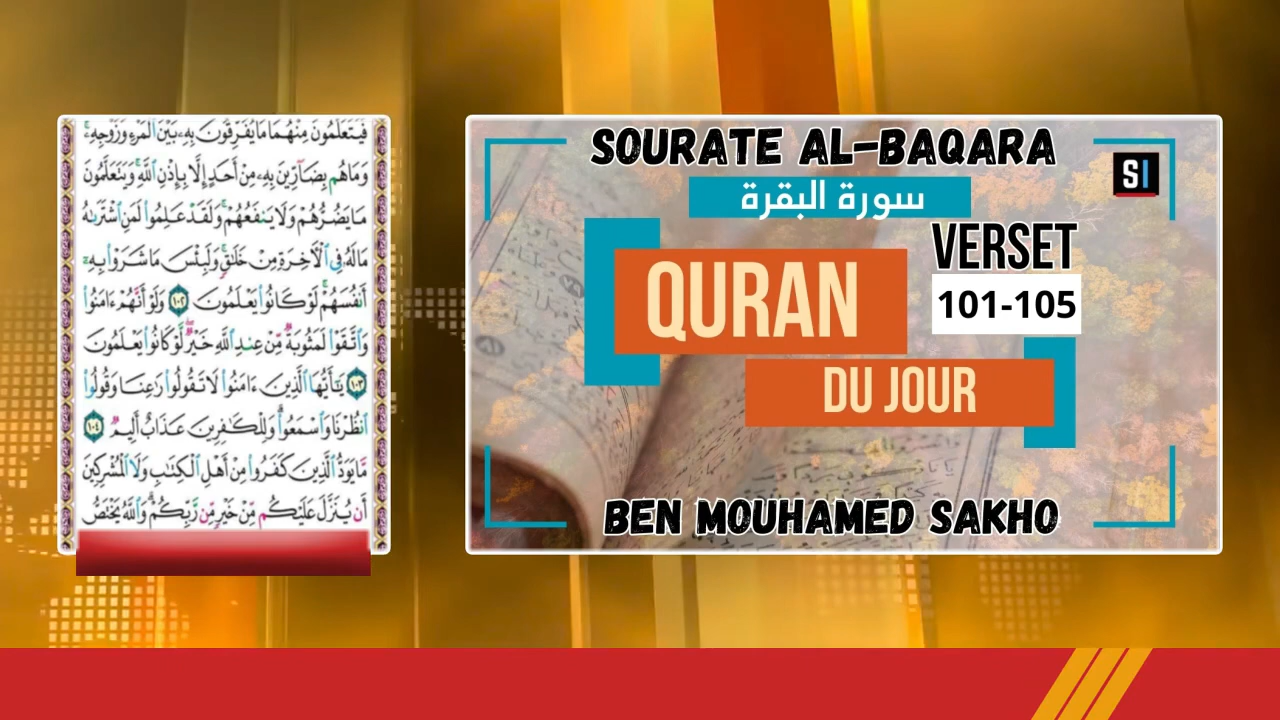 فَيَتَعَلَّمُونَ مِنْهُمَا مَا يُفَرِّقُونَ بِهِۦ بَيْنَ ٱلْمَرْءِ وَزَوْجِهِۦۚ
وَمَا هُم بِضَآرِّينَ بِهِۦ مِنْ أَحَدٍ إِلَّا بِإِذْنِ ٱللَّهِۚ وَيَتَعَلَّمُونَ
مَا يَضُرُّهُمْ وَلَا يَنفَعُهُمْۚ وَلَقَدْ عَلِمُوا۟ لَمَنِ ٱشْتَرَىٰهُ
مَا لَهُۥ فِى ٱلْأَخِرَةِ مِنْ خَلَٰقٍۚ وَلَبِئْسَ مَا شَرَوْا۟ بِهِۦٓ
أَنفُسَهُمْۚ لَوْ كَانُوا۟ يَعْلَمُونَ ١٠٢ وَلَوْ أَنَّهُمْ ءَامَنُوا۟
وَٱتَّقَوْا۟ لَمَثُوبَةٌ مِّنْ عِندِ ٱللَّهِ خَيْرٌۖ لَّوْ كَانُوا۟ يَعْلَمُونَ
١٠٣ يَٰٓأَيُّهَا ٱلَّذِينَ ءَامَنُوا۟ لَا تَقُولُوا۟ رَٰعِنَا وَقُولُوا۟
ٱنظُرْنَا وَٱسْمَعُوا۟ۗ وَلِلْكَٰفِرِينَ عَذَابٌ أَلِيمٌ ١٠٤
مَّا يَوَدُّ ٱلَّذِينَ كَفَرُوا۟ مِنْ أَهْلِ ٱلْكِتَٰبِ وَلَا ٱلْمُشْرِكِينَ
أَن يُنَزَّلَ عَلَيْكُم مِّنْ خَيْرٍ مِّن رَّبِّكُمْۗ وَٱللَّهُ يَخْتَصُّ
SOURATE AL-BAQARA
سورة البقرة
SI
VERSET
101-105
QURAN
DU JOUR
BEN MOUHAMED SAKHO